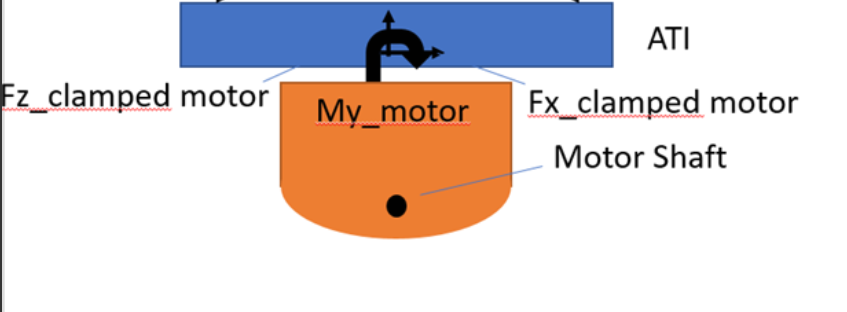 ATI
Fz_clamped motor
My_motor
Fx_clamped motor
Motor Shaft